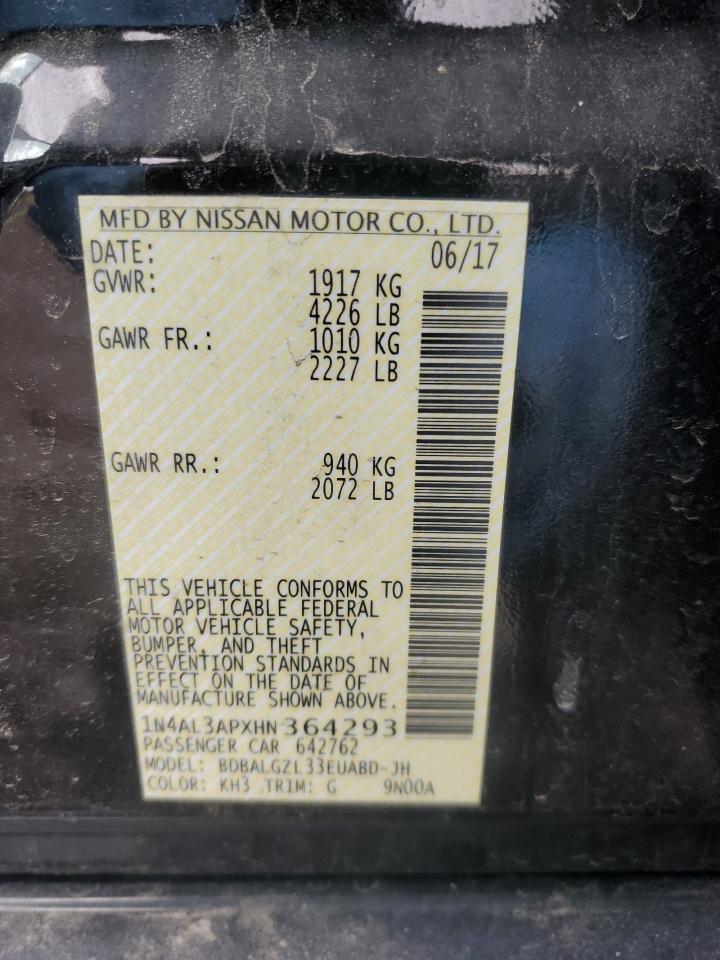 MFD BY NISSAN MOTOR CO., LTD.
DATE: 06/17
GVWR: 1917 KG
4226 LB
GAWR FR.: 1010 KG
2227 LB
GAWR RR.: 940 KG
2072 LB
THIS VEHICLE CONFORMS TO
ALL APPLICABLE FEDERAL
MOTOR VEHICLE SAFETY,
BUMPER, AND THEFT
PREVENTION STANDARDS IN
EFFECT ON THE DATE OF
MANUFACTURE SHOWN ABOVE.
1N4AL3APXHN364293
PASSENGER CAR 642762
MODEL: BDBALGZL33EUABD-JH
COLOR: KH3 TRIM: G 9N00A